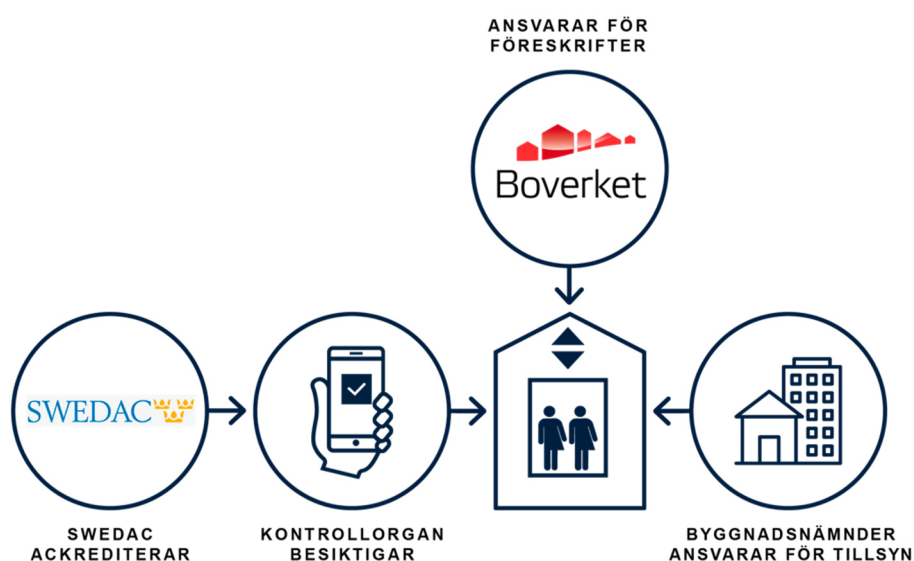 ANSVARAR FÖR
FÖRESKRIFTER
Boverket
SWEDAC
SWEDAC
ACKREDITERAR
KONTROLLORGAN
BESIKTIGAR
BYGGNADSNÄMNDER
ANSVARAR FÖR TILLSYN